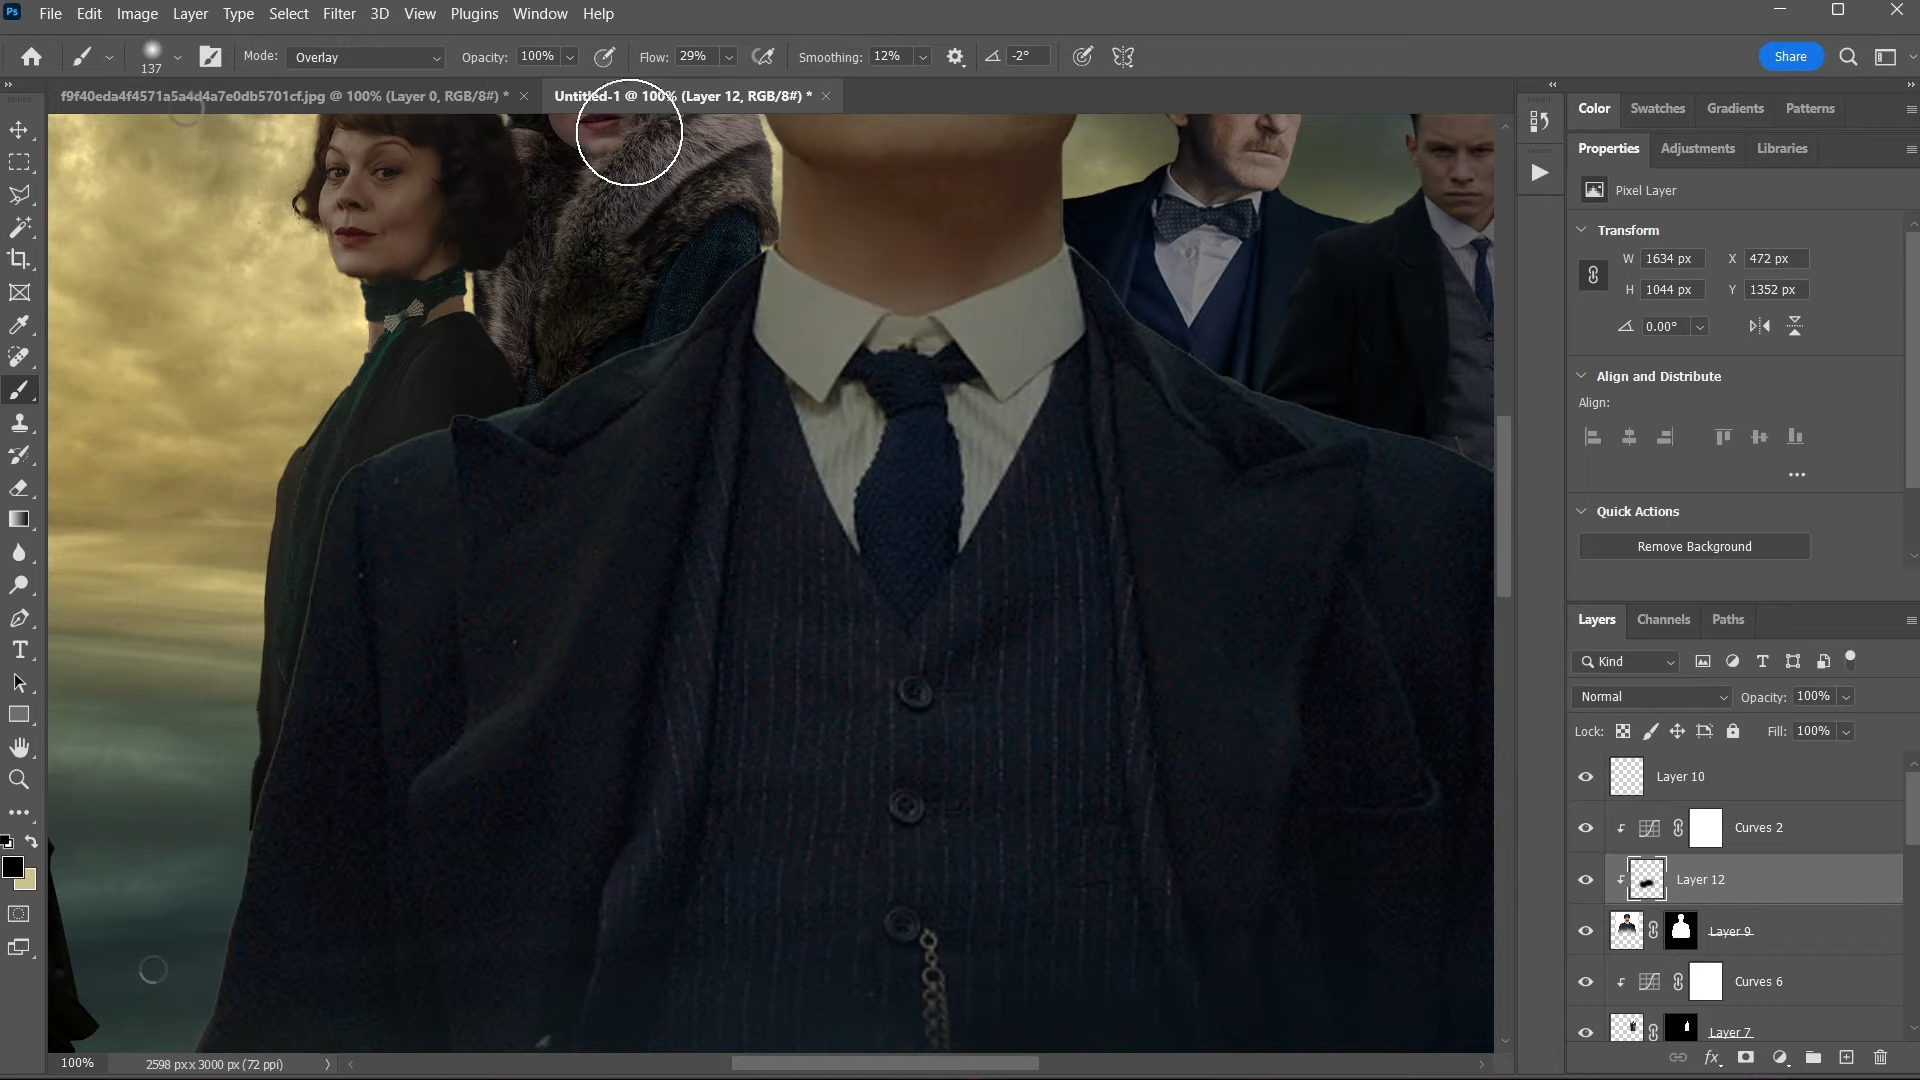 Ps File Edit Image Layer Type Select Filter 3D View Plugins Window Help
137 Mode: Overlay Opacity: 100% Flow: 29% Smoothing: 12% -2° Share
f9f40eda4f4571a5a4d4a7e0db5701cf.jpg @ 100% (Layer 0, RGB/8#) * Untitled-1 @ 100% (Layer 12, RGB/8#) *
Color Swatches Gradients Patterns
Properties Adjustments Libraries
Pixel Layer
Transform
W 1634 px X 472 px
H 1044 px Y 1352 px
0.00°
Align and Distribute
Align:
Quick Actions
Remove Background
Layers Channels Paths
Kind
Normal Opacity: 100%
Lock: Fill: 100%
Layer 10
Curves 2
Layer 12
Layer 9
Curves 6
Layer 7
100% 2598 px x 3000 px (72 ppi)
fx